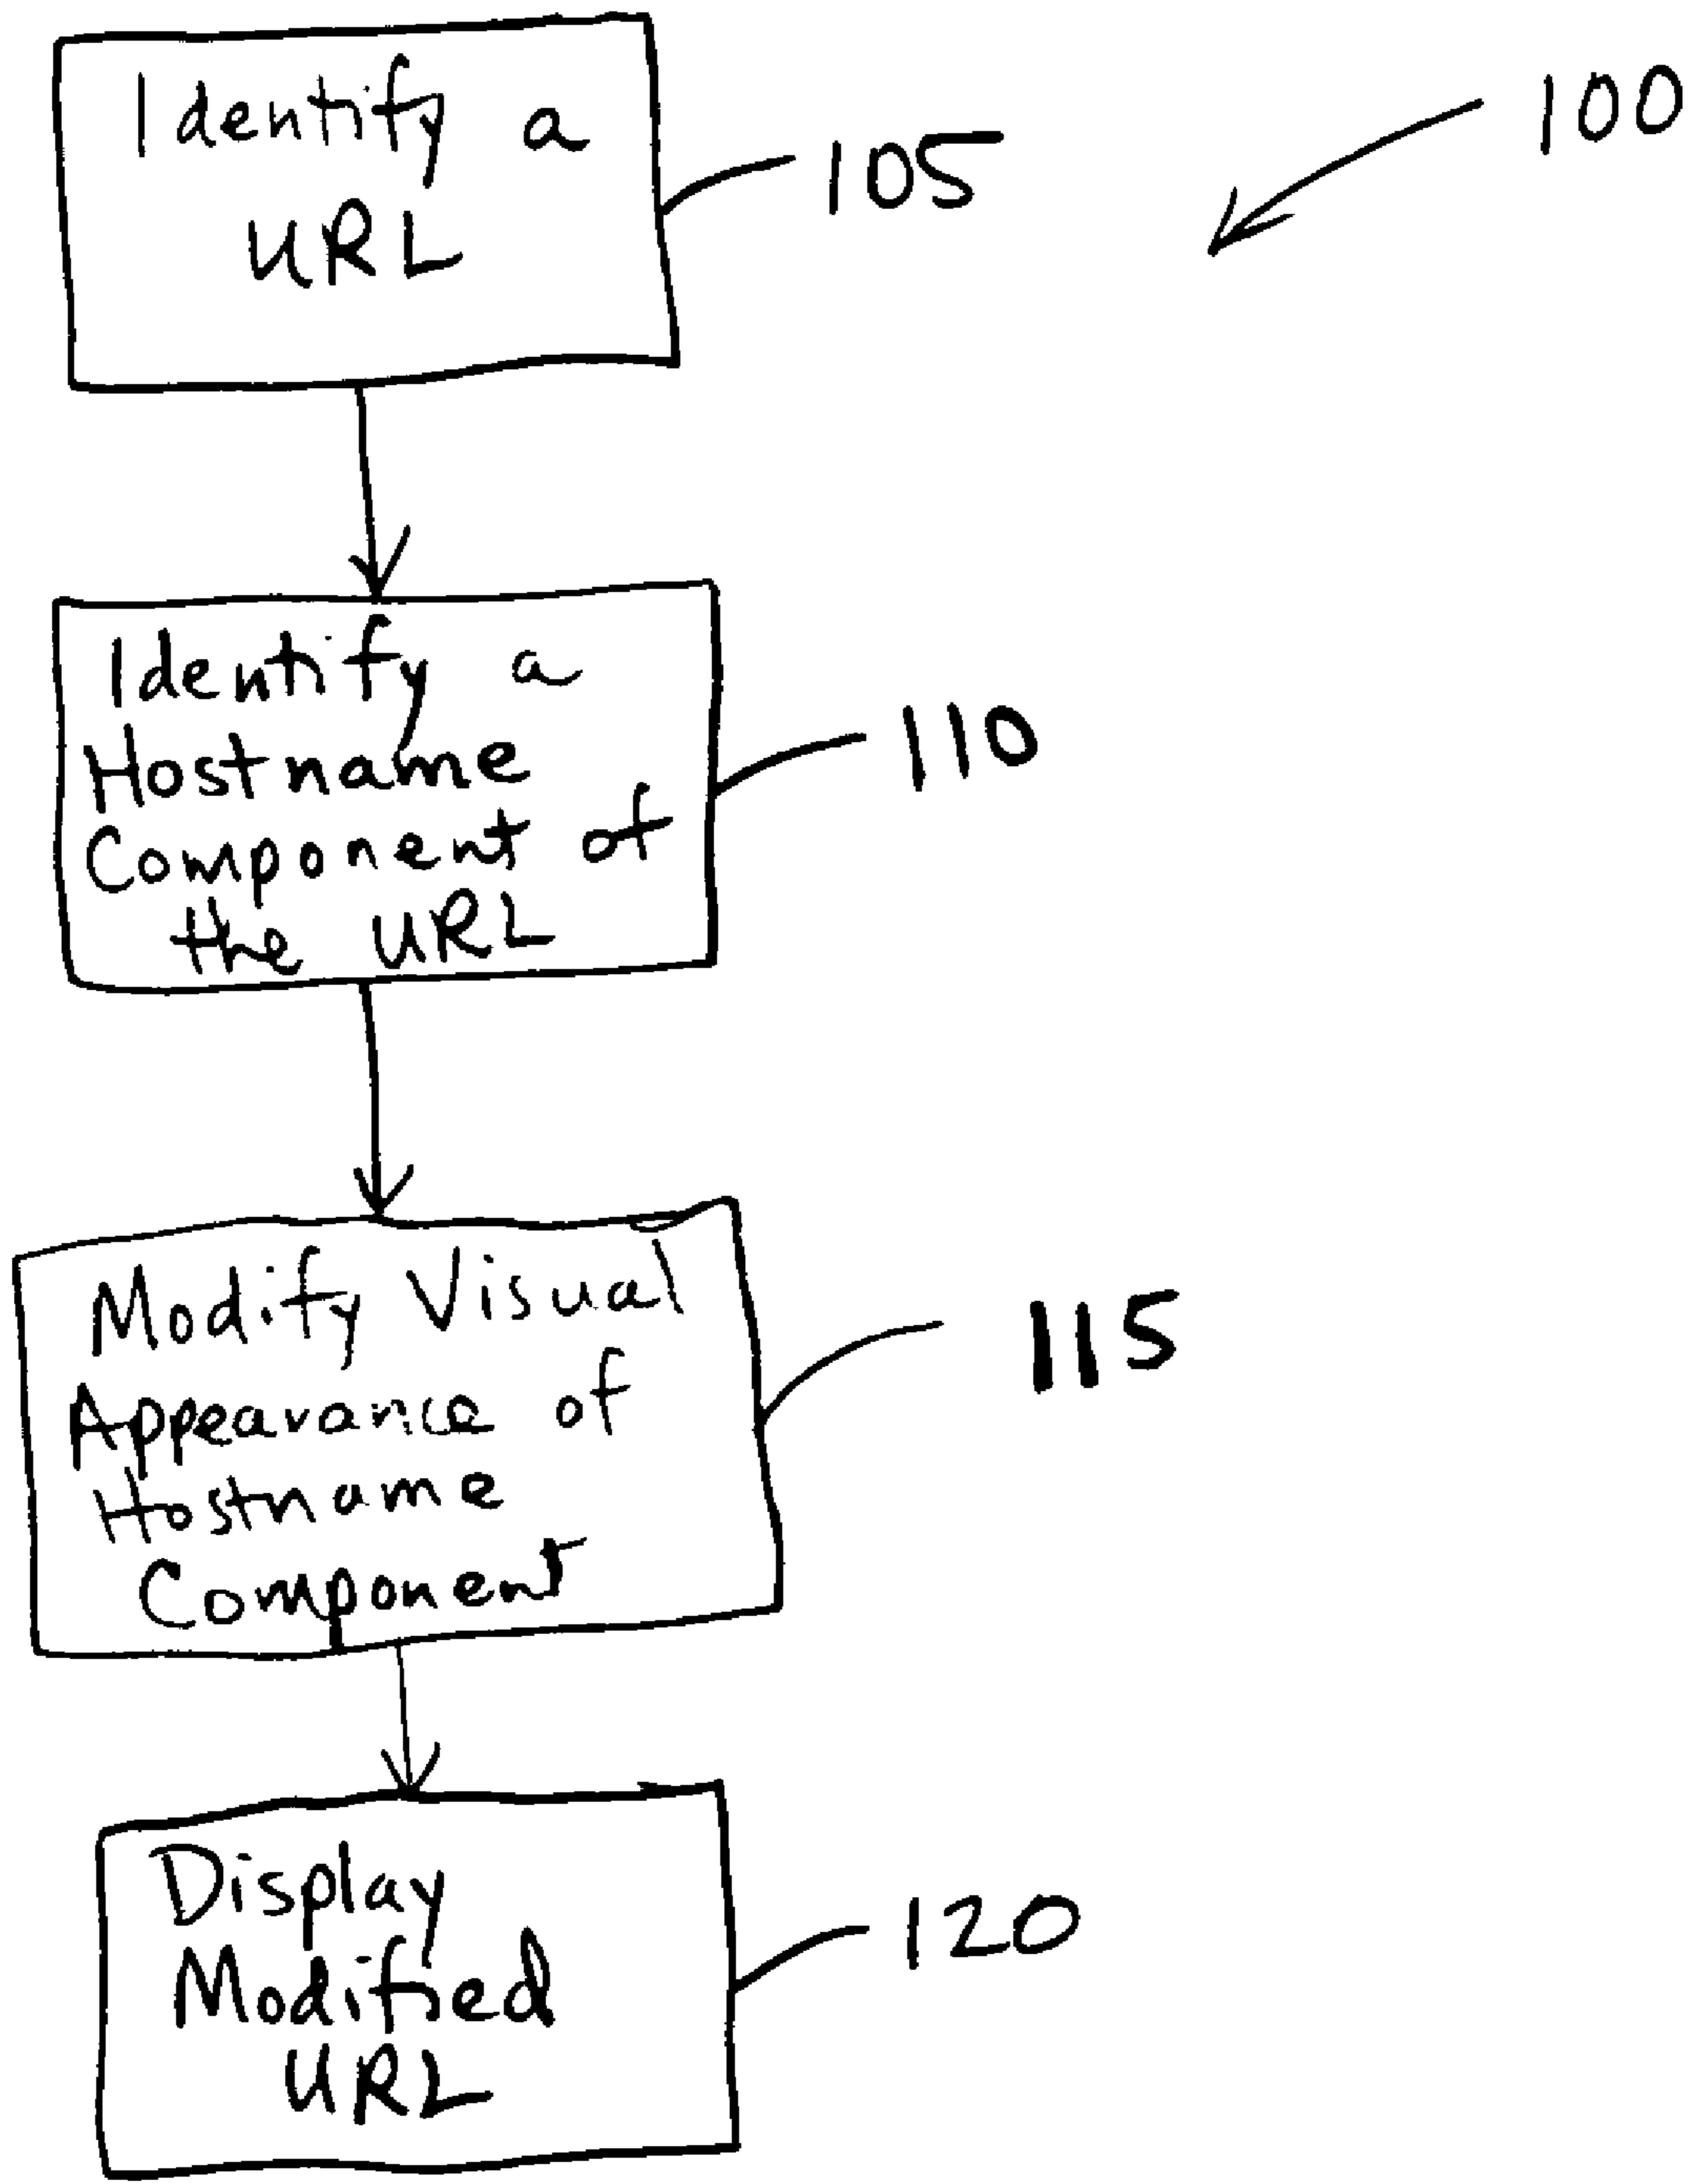 Identify a
URL
105
100
Identify a
Hostname
Component of
the URL
110
Modify Visual
Appearance of
Hostname
Component
115
Display
Modified
URL
120